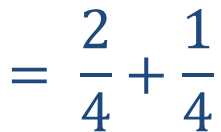 = 2/4 + 1/4